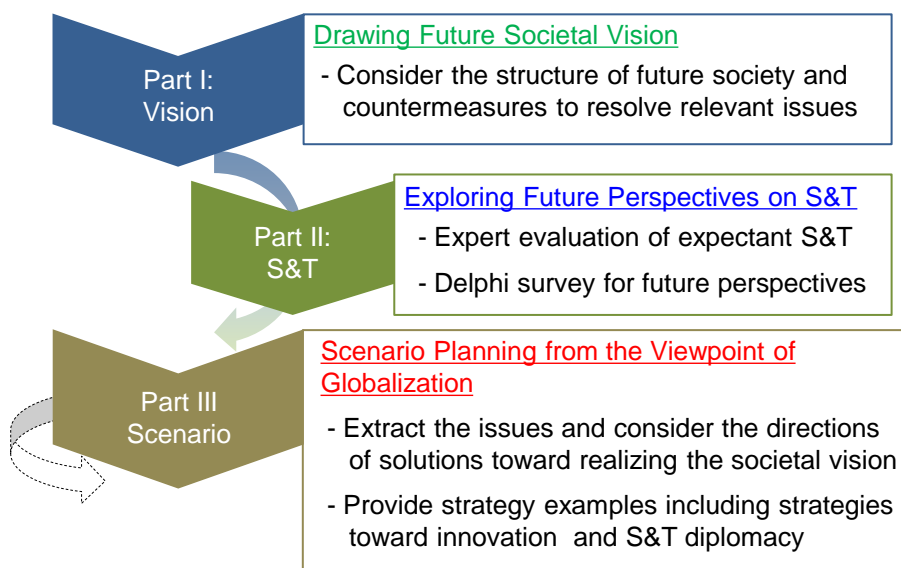 Part I:
Vision
Drawing Future Societal Vision
- Consider the structure of future society and
countermeasures to resolve relevant issues
Part II:
S&T
Exploring Future Perspectives on S&T
- Expert evaluation of expectant S&T
- Delphi survey for future perspectives
Part III
Scenario
Scenario Planning from the Viewpoint of
Globalization
- Extract the issues and consider the directions
of solutions toward realizing the societal vision
- Provide strategy examples including strategies
toward innovation and S&T diplomacy